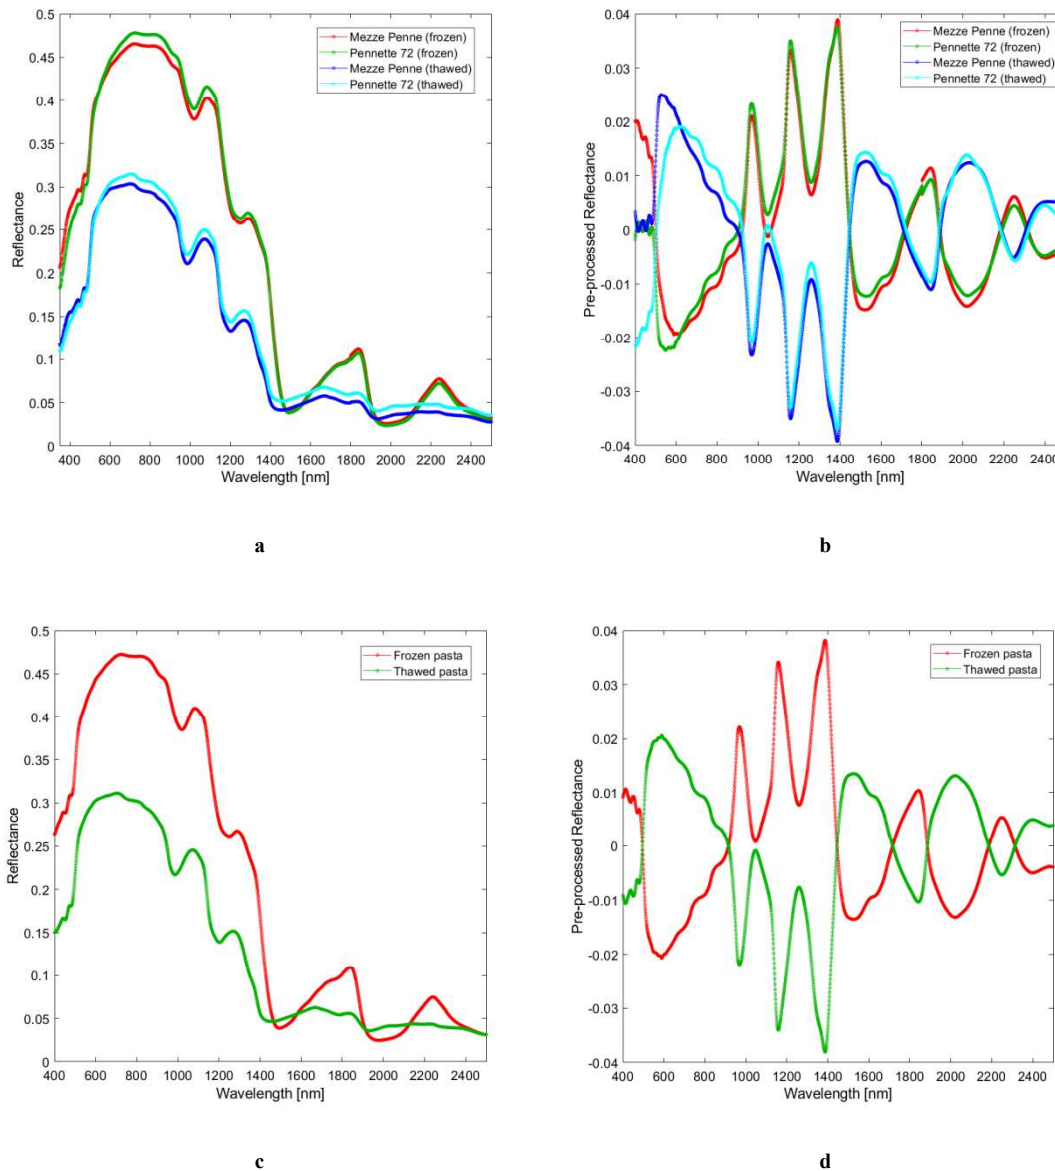 0.5
0.45
0.4
0.35
0.3
0.25
0.2
0.15
0.1
0.05
0
Reflectance
Mezze Penne (frozen)
Pennette 72 (frozen)
Mezze Penne (thawed)
Pennette 72 (thawed)
400 600 800 1000 1200 1400 1600 1800 2000 2200 2400
Wavelength [nm]
a
0.04
0.03
0.02
0.01
0
-0.01
-0.02
-0.03
-0.04
Pre-processed Reflectance
Mezze Penne (frozen)
Pennette 72 (frozen)
Mezze Penne (thawed)
Pennette 72 (thawed)
400 600 800 1000 1200 1400 1600 1800 2000 2200 2400
Wavelength [nm]
b
0.5
0.45
0.4
0.35
0.3
0.25
0.2
0.15
0.1
0.05
0
Reflectance
Frozen pasta
Thawed pasta
400 600 800 1000 1200 1400 1600 1800 2000 2200 2400
Wavelength [nm]
c
0.04
0.03
0.02
0.01
0
-0.01
-0.02
-0.03
-0.04
Pre-processed Reflectance
Frozen pasta
Thawed pasta
400 600 800 1000 1200 1400 1600 1800 2000 2200 2400
Wavelength [nm]
d